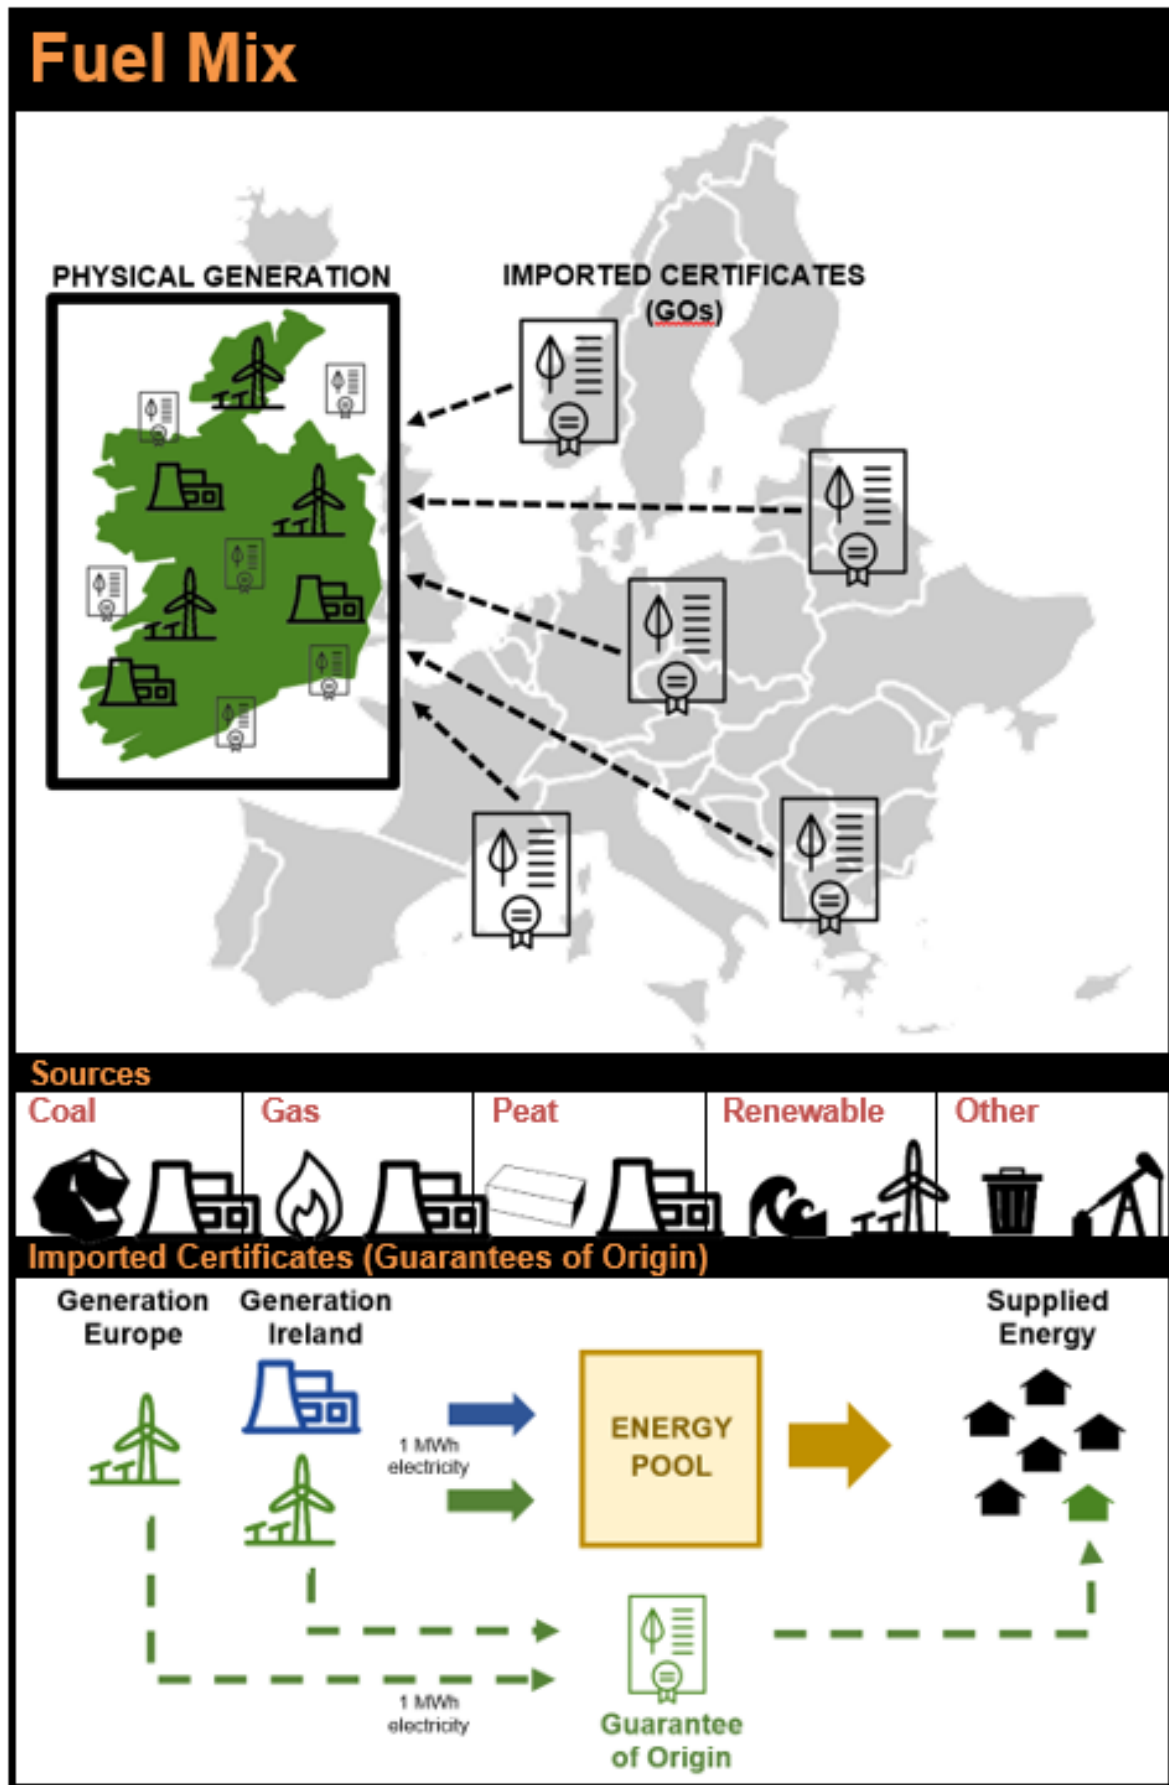 Fuel Mix
PHYSICAL GENERATION
IMPORTED CERTIFICATES
(GOs)
Sources
Coal
Gas
Peat
Renewable
Other
Imported Certificates (Guarantees of Origin)
Generation
Europe
Generation
Ireland
Supplied
Energy
1 MWh
electricity
ENERGY
POOL
1 MWh
electricity
Guarantee
of Origin